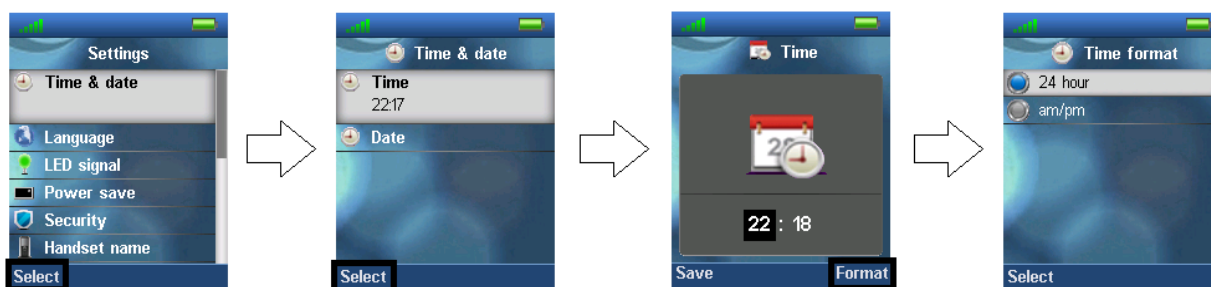 Settings
Time & date
Language
LED signal
Power save
Security
Handset name
Select
Time & date
Time
22:17
Date
Select
Time
22 : 18
Save
Format
Time format
24 hour
am/pm
Select